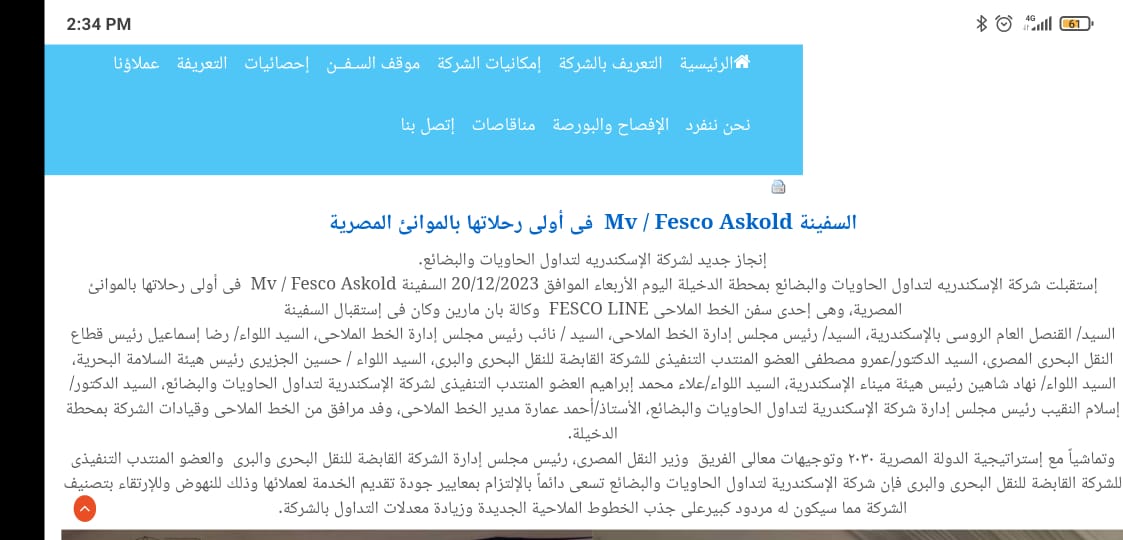 2:34 PM
4G
61
الرئيسية التعريف بالشركة إمكانيات الشركة موقف السـفــن إحصائيات التعريفة عملاؤنا
نحن ننفرد الإفصاح والبورصة مناقاصات إتصل بنا
السفينة Mv / Fesco Askold فى أولى رحلاتها بالموانئ المصرية
إنجاز جديد لشركة الإسكندريه لتداول الحاويات والبضائع.
إستقبلت شركة الإسكندريه لتداول الحاويات والبضائع بمحطة الدخيلة اليوم الأربعاء الموافق 20/12/2023 السفينة Mv / Fesco Askold فى أولى رحلاتها بالموانئ
المصرية، وهى إحدى سفن الخط الملاحى FESCO LINE وكالة بان مارين وكان فى إستقبال السفينة
السيد/ القنصل العام الروسى بالإسكندرية، السيد/ رئيس مجلس إدارة الخط الملاحى، السيد / نائب رئيس مجلس إدارة الخط الملاحى، السيد اللواء/ رضا إسماعيل رئيس قطاع
النقل البحرى المصرى، السيد الدكتور/عمرو مصطفى العضو المنتدب التنفيذى للشركة القابضة للنقل البحرى والبرى، السيد اللواء / حسين الجزيرى رئيس هيئة السلامة البحرية،
السيد اللواء/ نهاد شاهين رئيس هيئة ميناء الإسكندرية، السيد اللواء/علاء محمد إبراهيم العضو المنتدب التنفيذى لشركة الإسكندرية لتداول الحاويات والبضائع، السيد الدكتور/
إسلام النقيب رئيس مجلس إدارة شركة الإسكندرية لتداول الحاويات والبضائع، الأستاذ/أحمد عمارة مدير الخط الملاحى، وفد مرافق من الخط الملاحى وقيادات الشركة بمحطة
الدخيلة.
وتماشياً مع إستراتيجية الدولة المصرية ٢٠٣٠ وتوجيهات معالى الفريق وزير النقل المصرى، رئيس مجلس إدارة الشركة القابضة للنقل البحرى والبرى والعضو المنتدب التنفيذى
للشركة القابضة للنقل البحرى والبرى فإن شركة الإسكندرية لتداول الحاويات والبضائع تسعى دائماً بالإلتزام بمعايير جودة تقديم الخدمة لعملائها وذلك للنهوض وللإرتقاء بتصنيف
الشركة مما سيكون له مردود كبيرعلى جذب الخطوط الملاحية الجديدة وزيادة معدلات التداول بالشركة.